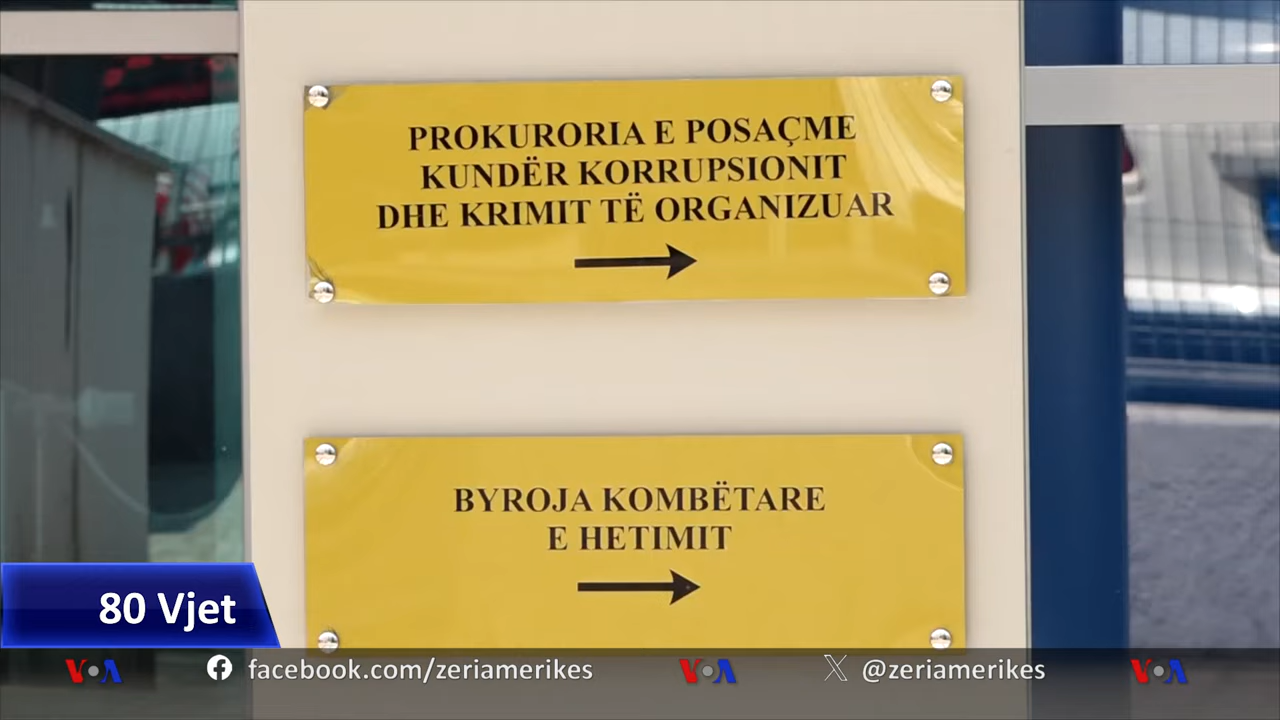 PROKURORIA E POSAÇME
KUNDËR KORRUPSIONIT
DHE KRIMIT TË ORGANIZUAR
BYROJA KOMBËTARE
E HETIMIT
80 Vjet
VOA facebook.com/zeriamerikes VOA @zeriamerikes VOA